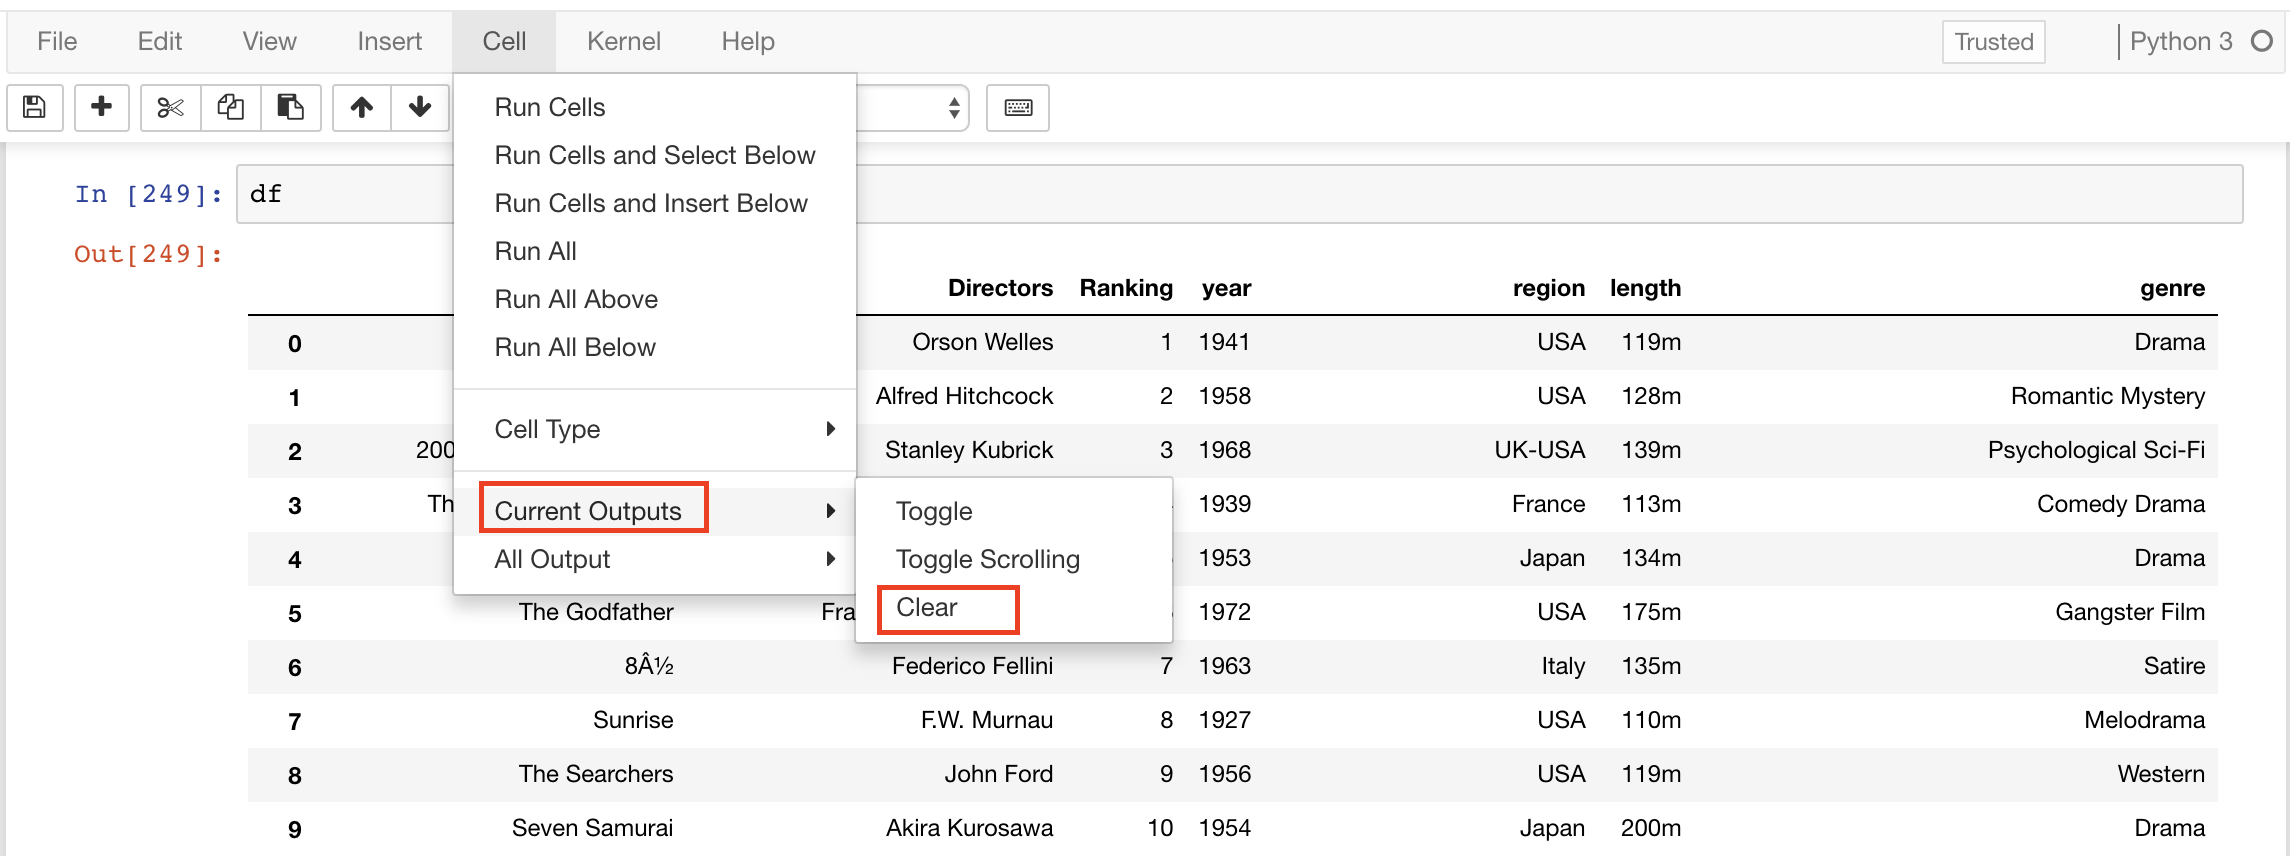 File Edit View Insert Cell Kernel Help Trusted Python 3
Run Cells
Run Cells and Select Below
Run Cells and Insert Below
Run All
Run All Above
Run All Below
Cell Type
Current Outputs
All Output
Toggle
Toggle Scrolling
Clear
In [249]: df
Out[249]:
Directors Ranking year region length genre
0 Orson Welles 1 1941 USA 119m Drama
1 Alfred Hitchcock 2 1958 USA 128m Romantic Mystery
2 200 Stanley Kubrick 3 1968 UK-USA 139m Psychological Sci-Fi
3 Th 1939 France 113m Comedy Drama
4 1953 Japan 134m Drama
5 The Godfather Fra 1972 USA 175m Gangster Film
6 8Â½ Federico Fellini 7 1963 Italy 135m Satire
7 Sunrise F.W. Murnau 8 1927 USA 110m Melodrama
8 The Searchers John Ford 9 1956 USA 119m Western
9 Seven Samurai Akira Kurosawa 10 1954 Japan 200m Drama